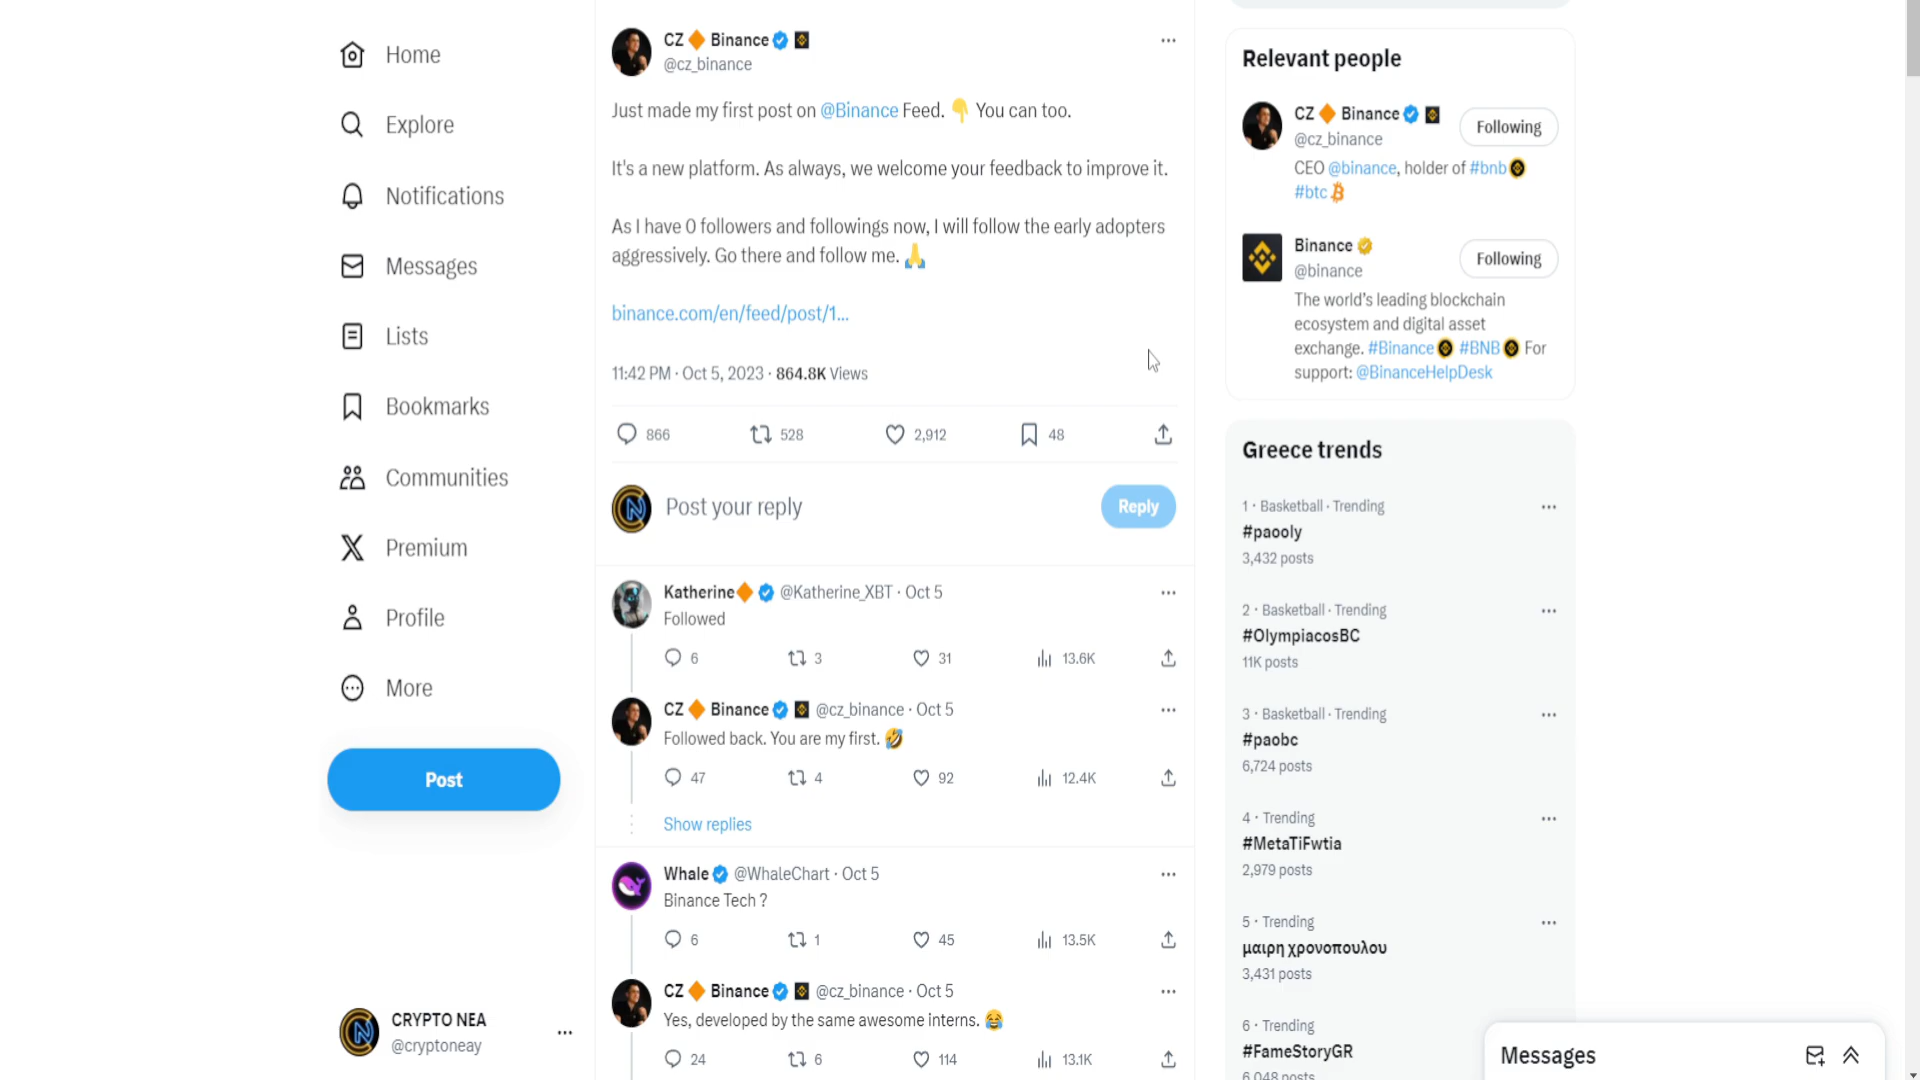 Home
Explore
Notifications
Messages
Lists
Bookmarks
Communities
Premium
Profile
More
Post
CRYPTO NEA
@cryptoneay
CZ 🔶 Binance
@cz_binance
Just made my first post on @Binance Feed. 👇 You can too.
It's a new platform. As always, we welcome your feedback to improve it.
As I have 0 followers and followings now, I will follow the early adopters
aggressively. Go there and follow me. 🙏
binance.com/en/feed/post/1...
11:42 PM · Oct 5, 2023 · 864.8K Views
866 528 2,912 48
Post your reply
Reply
Katherine🔶 @Katherine_XBT · Oct 5
Followed
6 3 31 13.6K
CZ 🔶 Binance @cz_binance · Oct 5
Followed back. You are my first. 🤣
47 4 92 12.4K
Show replies
Whale @WhaleChart · Oct 5
Binance Tech ?
6 1 45 13.5K
CZ 🔶 Binance @cz_binance · Oct 5
Yes, developed by the same awesome interns. 😂
24 6 114 13.1K
Relevant people
CZ 🔶 Binance
@cz_binance
Following
CEO @binance, holder of #bnb
#btc
Binance
@binance
Following
The world's leading blockchain
ecosystem and digital asset
exchange. #Binance #BNB For
support: @BinanceHelpDesk
Greece trends
1 · Basketball · Trending
#paooly
3,432 posts
2 · Basketball · Trending
#OlympiacosBC
11K posts
3 · Basketball · Trending
#paobc
6,724 posts
4 · Trending
#MetaTiFwtia
2,979 posts
5 · Trending
μαιρη χρονοπουλου
3,431 posts
6 · Trending
#FameStoryGR
6,048 posts
Messages